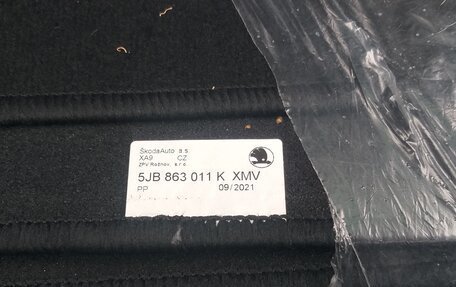 ŠkodaAuto a.s.
XA9 CZ
ZPV Rožnov, s.r.o.
5JB 863 011 K XMV
PP 09/2021